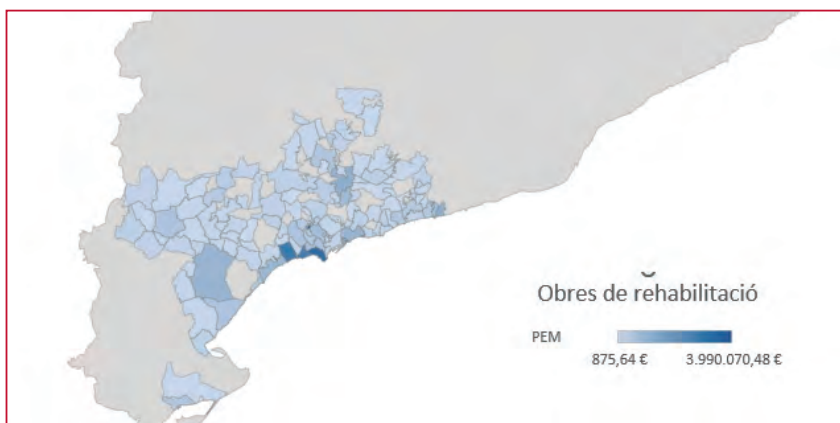 Obres de rehabilitació
PEM
875,64 € 3.990.070,48 €